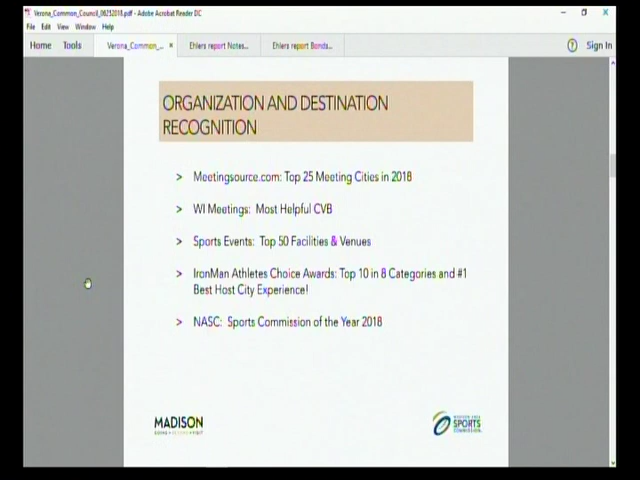 Verona_Common_Council_06252018.pdf - Adobe Acrobat Reader DC
File Edit View Window Help
Home Tools Verona_Common_... × Ehlers report Notes... Ehlers report Bonds... Sign In
ORGANIZATION AND DESTINATION
RECOGNITION
> Meetingsource.com: Top 25 Meeting Cities in 2018
> WI Meetings: Most Helpful CVB
> Sports Events: Top 50 Facilities & Venues
> IronMan Athletes Choice Awards: Top 10 in 8 Categories and #1
Best Host City Experience!
> NASC: Sports Commission of the Year 2018
MADISON
MADISON AREA
SPORTS
COMMISSION